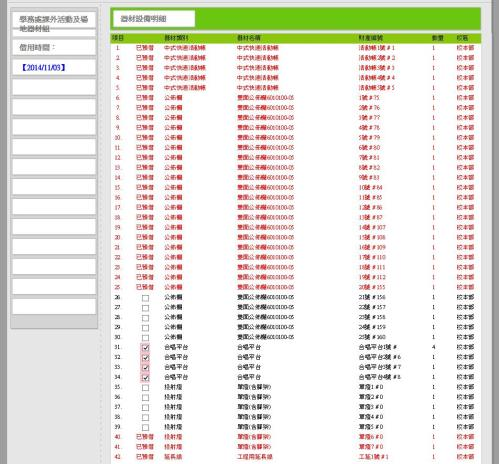 學務處課外活動及場
地器材組
借用時間：
【2014/11/03】
器材設備明細
項目 器材類別 器材名稱 財產編號 數量 校區
1. 已預借 中式快速活動帳 中式快速活動帳 活動帳1號 # 1 1 校本部
2. 已預借 中式快速活動帳 中式快速活動帳 活動帳2號 # 2 1 校本部
3. 已預借 中式快速活動帳 中式快速活動帳 活動帳3號 # 3 1 校本部
4. 已預借 中式快速活動帳 中式快速活動帳 活動帳4號 # 4 1 校本部
5. 已預借 中式快速活動帳 中式快速活動帳 活動帳5號 # 5 1 校本部
6. 已預借 公佈欄 雙面公佈欄6010100-05 1號 # 75 1 校本部
7. 已預借 公佈欄 雙面公佈欄6010100-05 2號 # 76 1 校本部
8. 已預借 公佈欄 雙面公佈欄6010100-05 3號 # 77 1 校本部
9. 已預借 公佈欄 雙面公佈欄6010100-05 4號 # 78 1 校本部
10. 已預借 公佈欄 雙面公佈欄6010100-05 5號 # 79 1 校本部
11. 已預借 公佈欄 雙面公佈欄6010100-05 6號 # 80 1 校本部
12. 已預借 公佈欄 雙面公佈欄6010100-05 7號 # 81 1 校本部
13. 已預借 公佈欄 雙面公佈欄6010100-05 8號 # 82 1 校本部
14. 已預借 公佈欄 雙面公佈欄6010100-05 9號 # 83 1 校本部
15. 已預借 公佈欄 雙面公佈欄6010100-05 10號 # 84 1 校本部
16. 已預借 公佈欄 雙面公佈欄6010100-05 11號 # 85 1 校本部
17. 已預借 公佈欄 雙面公佈欄6010100-05 12號 # 86 1 校本部
18. 已預借 公佈欄 雙面公佈欄6010100-05 13號 # 87 1 校本部
19. 已預借 公佈欄 雙面公佈欄6010100-05 14號 # 107 1 校本部
20. 已預借 公佈欄 雙面公佈欄6010100-05 15號 # 108 1 校本部
21. 已預借 公佈欄 雙面公佈欄6010100-05 16號 # 109 1 校本部
22. 已預借 公佈欄 雙面公佈欄6010100-05 17號 # 110 1 校本部
23. 已預借 公佈欄 雙面公佈欄6010100-05 18號 # 111 1 校本部
24. 已預借 公佈欄 雙面公佈欄6010100-05 19號 # 112 1 校本部
25. 已預借 公佈欄 雙面公佈欄6010100-05 20號 # 155 1 校本部
26. 公佈欄 雙面公佈欄6010100-05 21號 # 156 1 校本部
27. 公佈欄 雙面公佈欄6010100-05 22號 # 157 1 校本部
28. 公佈欄 雙面公佈欄6010100-05 23號 # 158 1 校本部
29. 公佈欄 雙面公佈欄6010100-05 24號 # 159 1 校本部
30. 公佈欄 雙面公佈欄6010100-05 25號 # 160 1 校本部
31. 合唱平台 合唱平台 合唱平台1號 # 4 校本部
32. 合唱平台 合唱平台 合唱平台2號 # 6 1 校本部
33. 合唱平台 合唱平台 合唱平台3號 # 7 1 校本部
34. 合唱平台 合唱平台 合唱平台4號 # 8 1 校本部
35. 投射燈 單燈(含腳架) 單燈1 # 0 1 校本部
36. 投射燈 單燈(含腳架) 單燈2 # 0 1 校本部
37. 投射燈 單燈(含腳架) 單燈3 # 0 1 校本部
38. 投射燈 單燈(含腳架) 單燈4 # 0 1 校本部
39. 投射燈 單燈(含腳架) 單燈5 # 0 1 校本部
40. 已預借 投射燈 單燈(含腳架) 單燈6 # 0 1 校本部
41. 已預借 投射燈 單燈(含腳架) 單燈7 # 0 1 校本部
42. 已預借 延長線 工程用延長線 工延1號 # 1 1 校本部